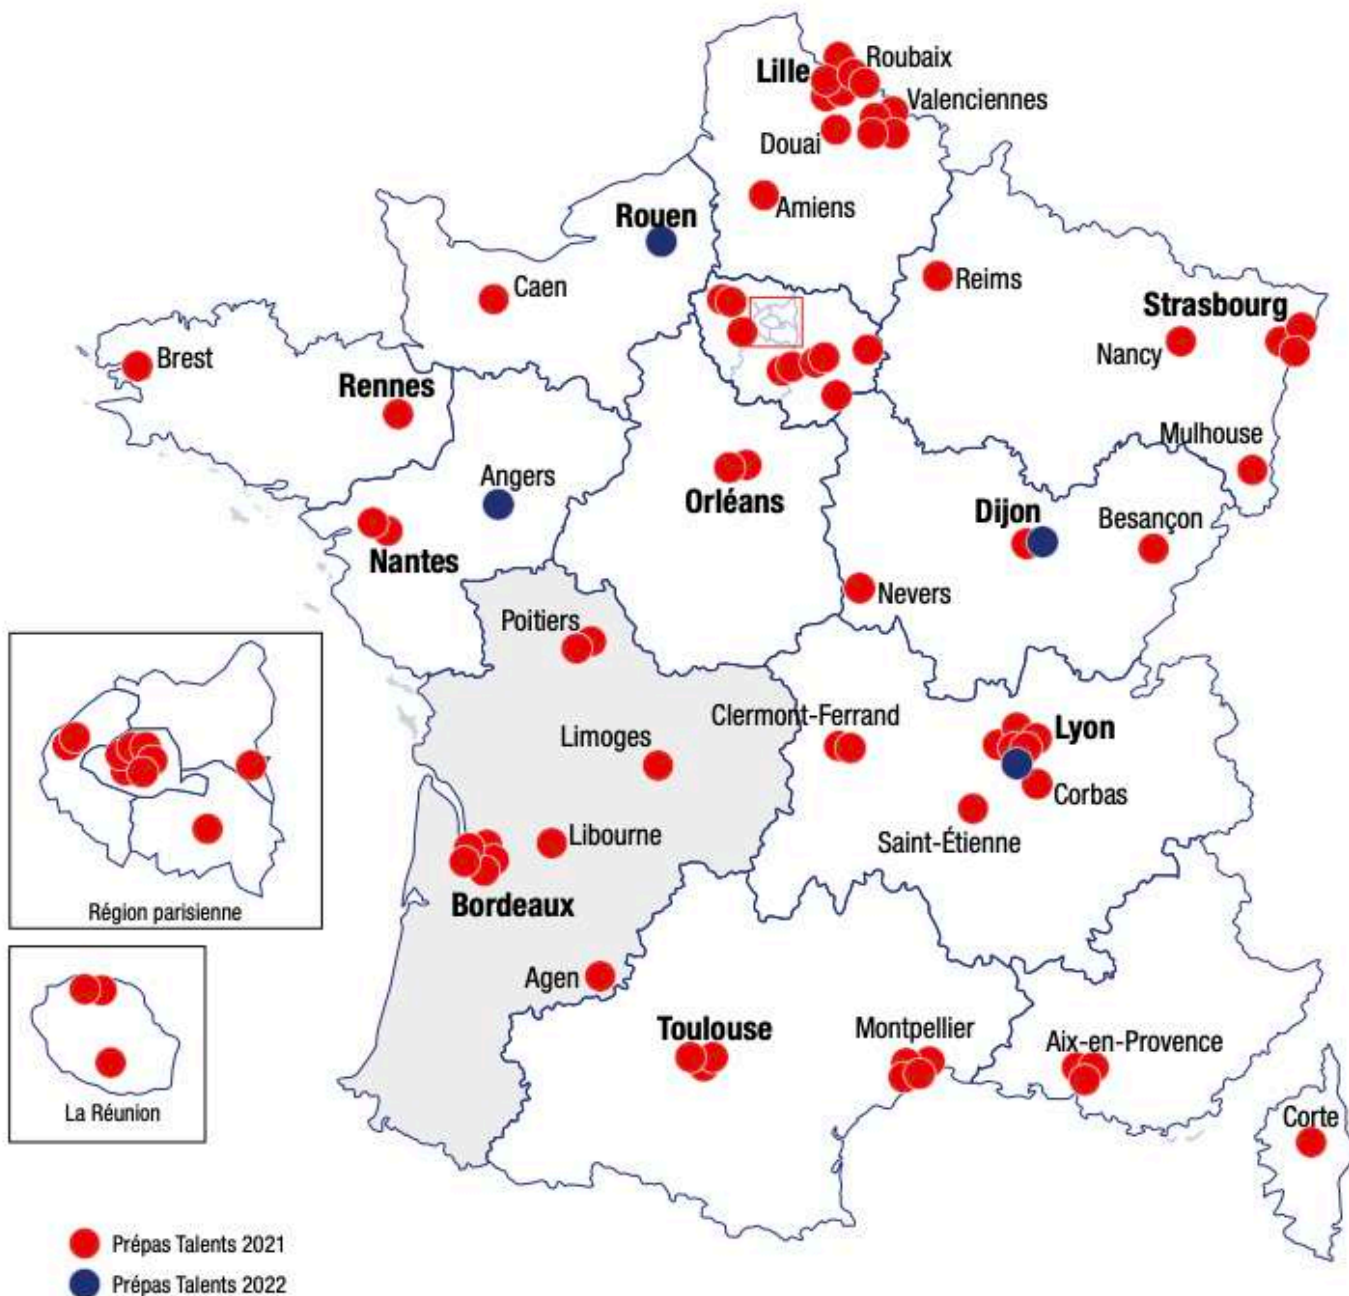 Roubaix
Lille
Valenciennes
Douai
Amiens
Rouen
Caen
Reims
Strasbourg
Nancy
Brest
Rennes
Mulhouse
Angers
Orléans
Dijon
Besançon
Nantes
Nevers
Poitiers
Clermont-Ferrand
Lyon
Limoges
Corbas
Libourne
Saint-Étienne
Bordeaux
Région parisienne
Agen
Toulouse
Montpellier
Aix-en-Provence
La Réunion
Corte
Prépas Talents 2021
Prépas Talents 2022